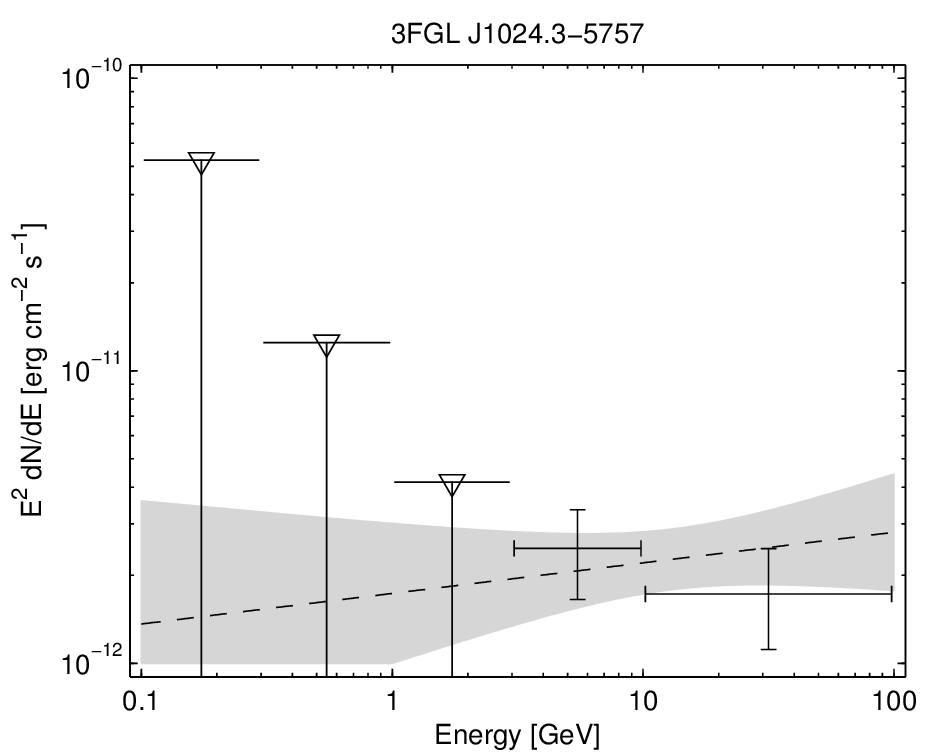 3FGL J1024.3−5757
10⁻¹⁰
10⁻¹¹
10⁻¹²
E² dN/dE [erg cm⁻² s⁻¹]
0.1 1 10 100
Energy [GeV]